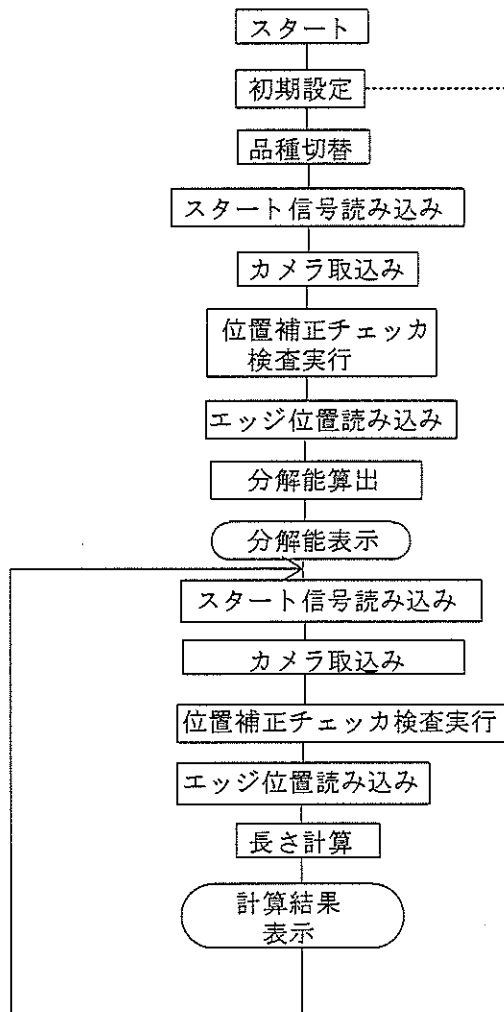 スタート
初期設定
品種切替
スタート信号読み込み
カメラ取込み
位置補正チェッカ
検査実行
エッジ位置読み込み
分解能算出
分解能表示
スタート信号読み込み
カメラ取込み
位置補正チェッカ検査実行
エッジ位置読み込み
長さ計算
計算結果
表示